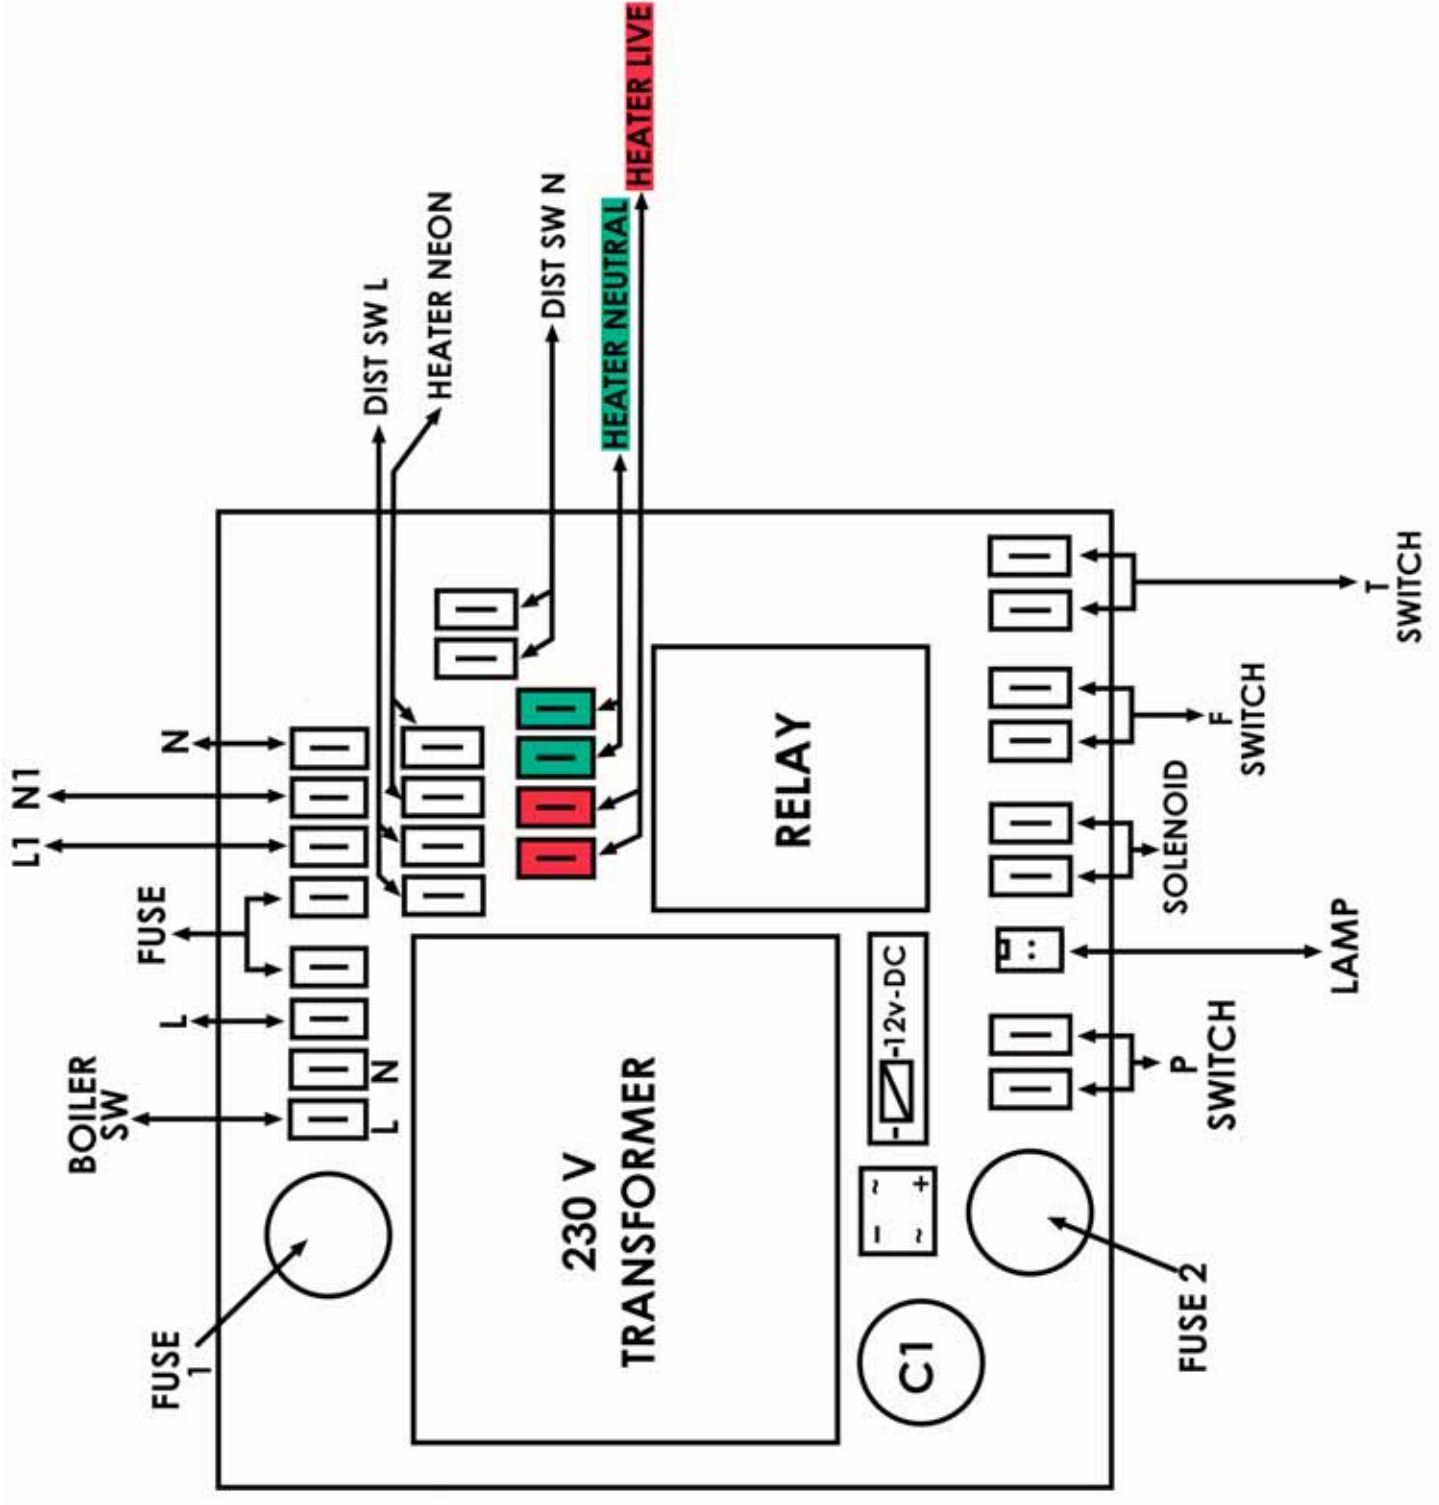 FUSE
1
BOILER
SW
L
FUSE
L1
N1
N
L
N
DIST SW L
HEATER NEON
DIST SW N
HEATER NEUTRAL
HEATER LIVE
230 V
TRANSFORMER
RELAY
-12v-DC
-
~
- +
~
C1
FUSE 2
P
SWITCH
LAMP
SOLENOID
F
SWITCH
T
SWITCH